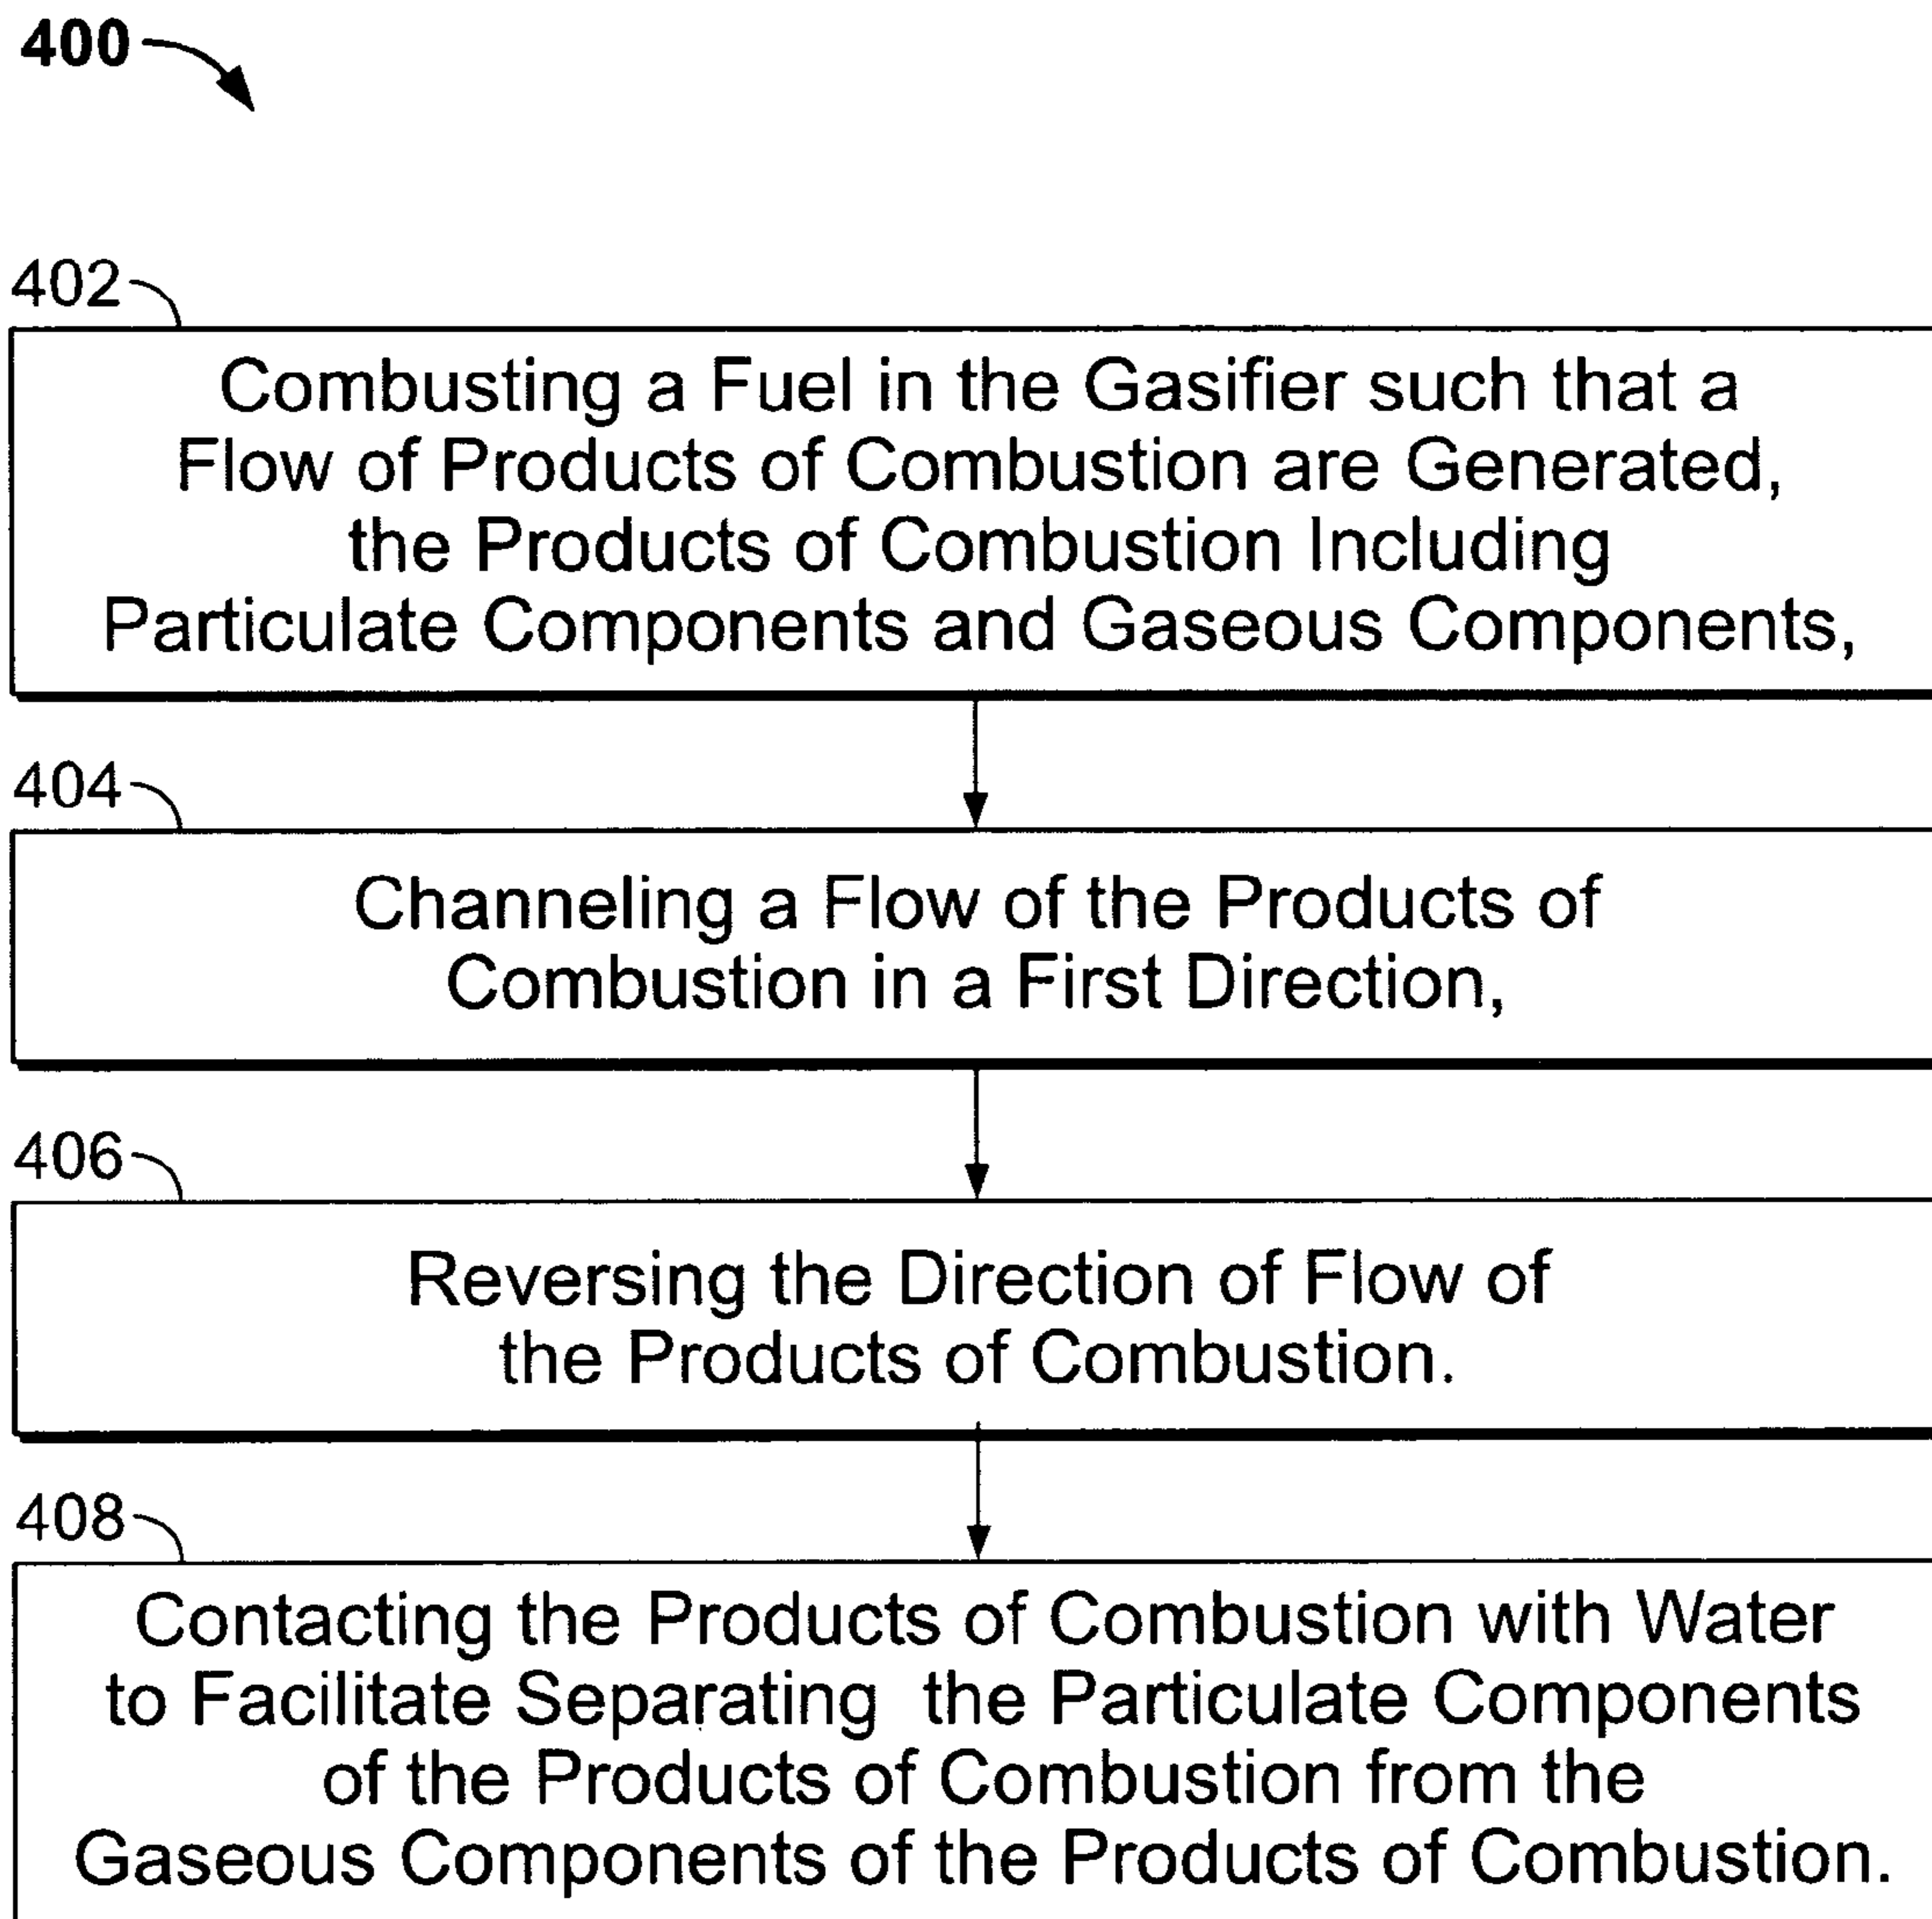 400
402
Combusting a Fuel in the Gasifier such that a
Flow of Products of Combustion are Generated,
the Products of Combustion Including
Particulate Components and Gaseous Components,
404
Channeling a Flow of the Products of
Combustion in a First Direction,
406
Reversing the Direction of Flow of
the Products of Combustion.
408
Contacting the Products of Combustion with Water
to Facilitate Separating the Particulate Components
of the Products of Combustion from the
Gaseous Components of the Products of Combustion.